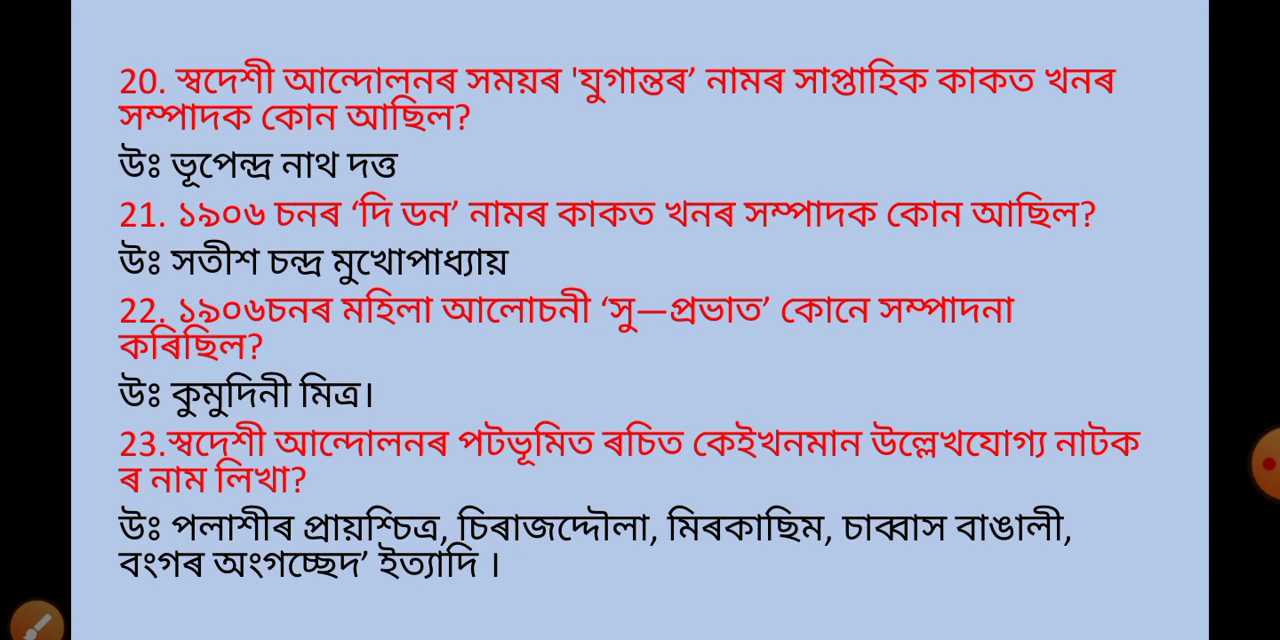 20. স্বদেশী আন্দোলনৰ সময়ৰ 'যুগান্তৰ’ নামৰ সাপ্তাহিক কাকত খনৰ
সম্পাদক কোন আছিল?
উঃ ভূপেন্দ্ৰ নাথ দত্ত
21. ১৯০৬ চনৰ ‘দি ডন’ নামৰ কাকত খনৰ সম্পাদক কোন আছিল?
উঃ সতীশ চন্দ্ৰ মুখোপাধ্যায়
22. ১৯০৬চনৰ মহিলা আলোচনী ‘সু—প্ৰভাত’ কোনে সম্পাদনা
কৰিছিল?
উঃ কুমুদিনী মিত্ৰ।
23.স্বদেশী আন্দোলনৰ পটভূমিত ৰচিত কেইখনমান উল্লেখযোগ্য নাটক
ৰ নাম লিখা?
উঃ পলাশীৰ প্ৰায়শ্চিত্ৰ, চিৰাজদ্দৌলা, মিৰকাছিম, চাব্বাস বাঙালী,
বংগৰ অংগচ্ছেদ’ ইত্যাদি ।